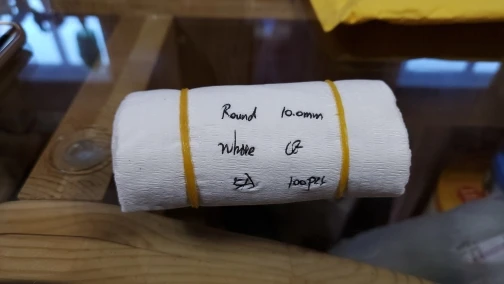 Round 10.0mm
White CZ
5A 100pcs